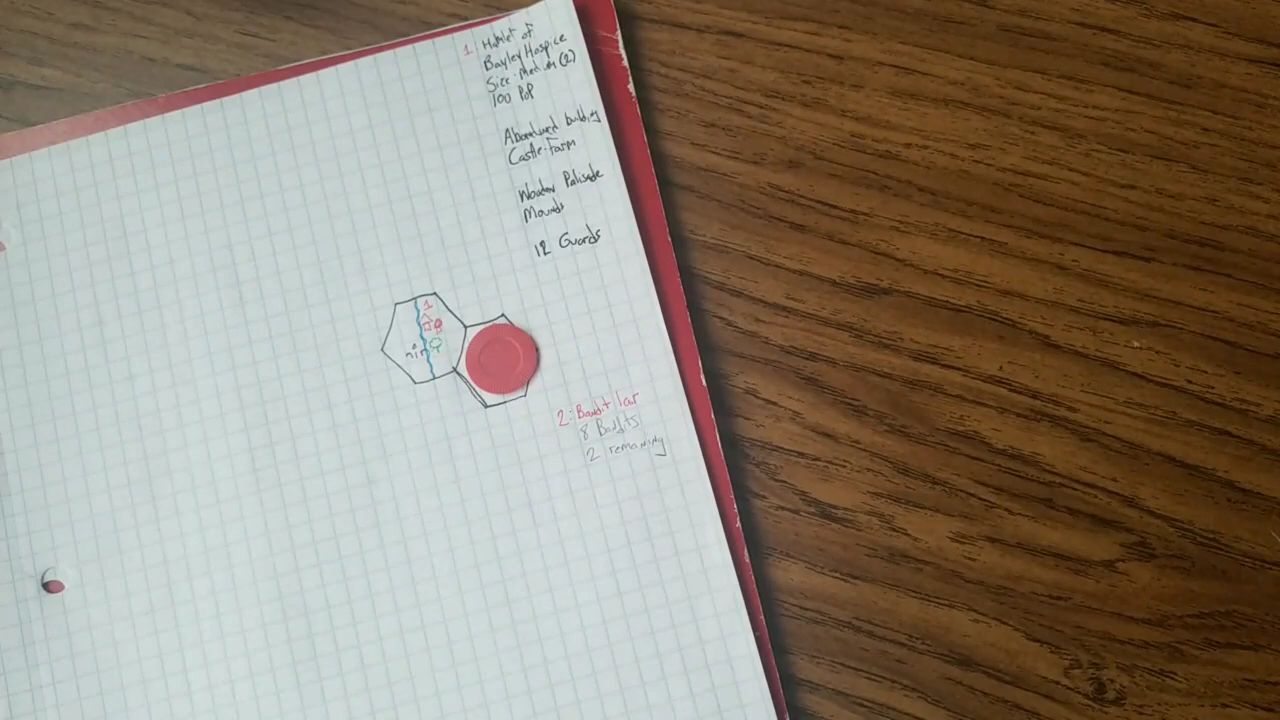 1 Hamlet of
Bayley Hospice
Size: Medium (2)
100 PoP
Abandoned building
Castle: Farm
Wooden Palisade
Mounds
12 Guards
1
2: Bandit lair
8 Bandits
2 remaining